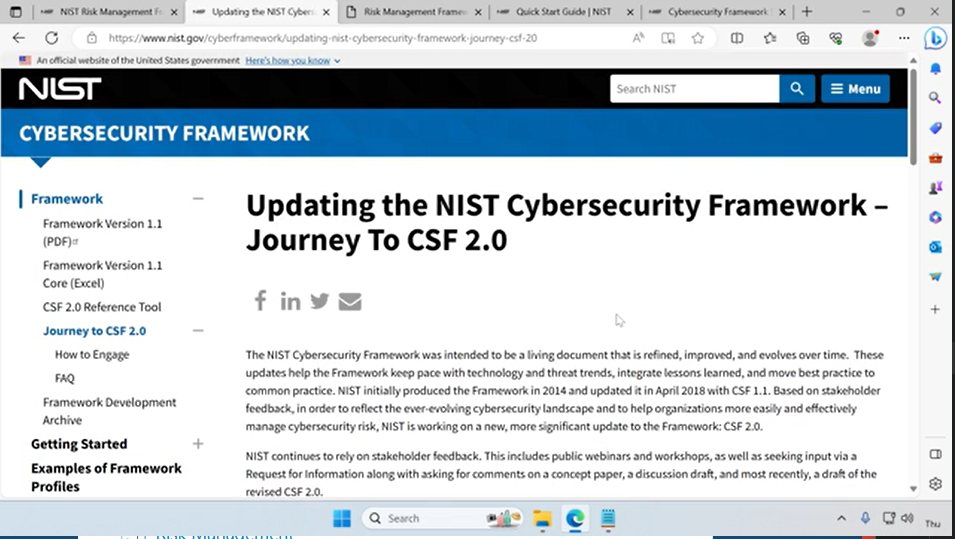 NIST Risk Management Fr
Updating the NIST Cybers
NIST Risk Management Framew
Quick Start Guide | NIST
Cybersecurity Framework
https://www.nist.gov/cyberframework/updating-nist-cybersecurity-framework-journey-csf-20
An official website of the United States government Here's how you know
NIST
Search NIST
Menu
CYBERSECURITY FRAMEWORK
Framework
Framework Version 1.1
(PDF)
Framework Version 1.1
Core (Excel)
CSF 2.0 Reference Tool
Journey to CSF 2.0
How to Engage
FAQ
Framework Development
Archive
Getting Started
Examples of Framework
Profiles
Updating the NIST Cybersecurity Framework –
Journey To CSF 2.0
The NIST Cybersecurity Framework was intended to be a living document that is refined, improved, and evolves over time. These
updates help the Framework keep pace with technology and threat trends, integrate lessons learned, and move best practice to
common practice. NIST initially produced the Framework in 2014 and updated it in April 2018 with CSF 1.1. Based on stakeholder
feedback, in order to reflect the ever-evolving cybersecurity landscape and to help organizations more easily and effectively
manage cybersecurity risk, NIST is working on a new, more significant update to the Framework: CSF 2.0.
NIST continues to rely on stakeholder feedback. This includes public webinars and workshops, as well as seeking input via a
Request for Information along with asking for comments on a concept paper, a discussion draft, and most recently, a draft of the
revised CSF 2.0.
Search
Thu
Risk Management